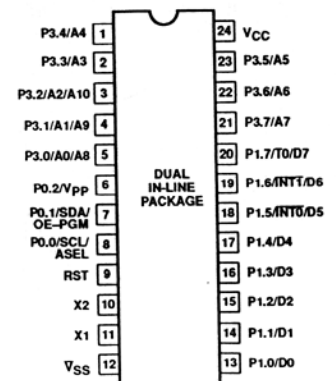 P3.4/A4 1
P3.3/A3 2
P3.2/A2/A10 3
P3.1/A1/A9 4
P3.0/A0/A8 5
P0.2/VPP 6
P0.1/SDA/
OE–PGM 7
P0.0/SCL/
ASEL 8
RST 9
X2 10
X1 11
VSS 12
DUAL
IN-LINE
PACKAGE
24 VCC
23 P3.5/A5
22 P3.6/A6
21 P3.7/A7
20 P1.7/T0/D7
19 P1.6/INT1/D6
18 P1.5/INT0/D5
17 P1.4/D4
16 P1.3/D3
15 P1.2/D2
14 P1.1/D1
13 P1.0/D0